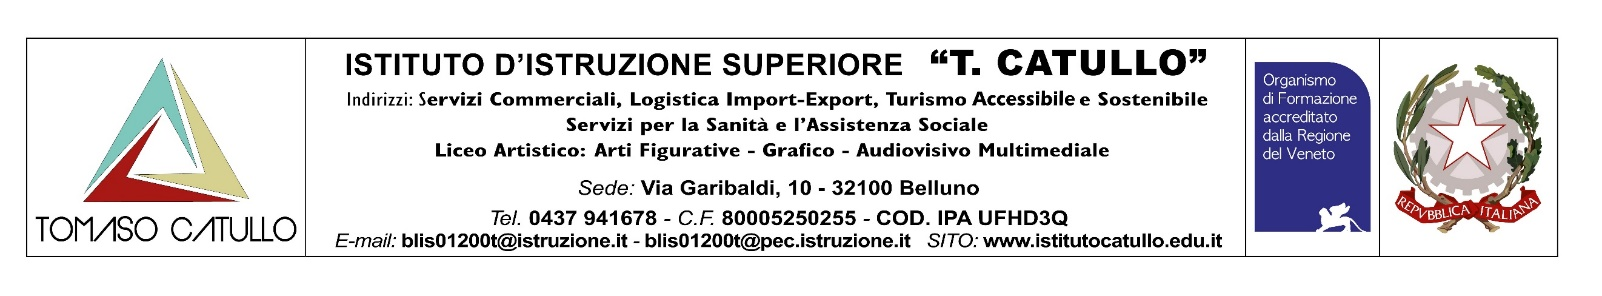 TOMASO CATULLO
ISTITUTO D'ISTRUZIONE SUPERIORE "T. CATULLO"
Indirizzi: Servizi Commerciali, Logistica Import-Export, Turismo Accessibile e Sostenibile
Servizi per la Sanità e l'Assistenza Sociale
Liceo Artistico: Arti Figurative - Grafico - Audiovisivo Multimediale
Sede: Via Garibaldi, 10 - 32100 Belluno
Tel. 0437 941678 - C.F. 80005250255 - COD. IPA UFHD3Q
E-mail: blis01200t@istruzione.it - blis01200t@pec.istruzione.it SITO: www.istitutocatullo.edu.it
Organismo
di Formazione
accreditato
dalla Regione
del Veneto
REPVBBLICA ITALIANA